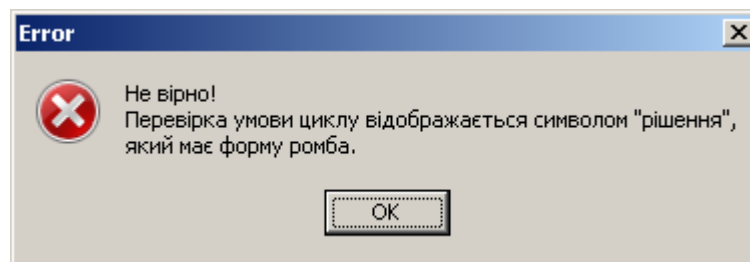 Error
Не вірно!
Перевірка умови циклу відображається символом "рішення",
який має форму ромба.
OK